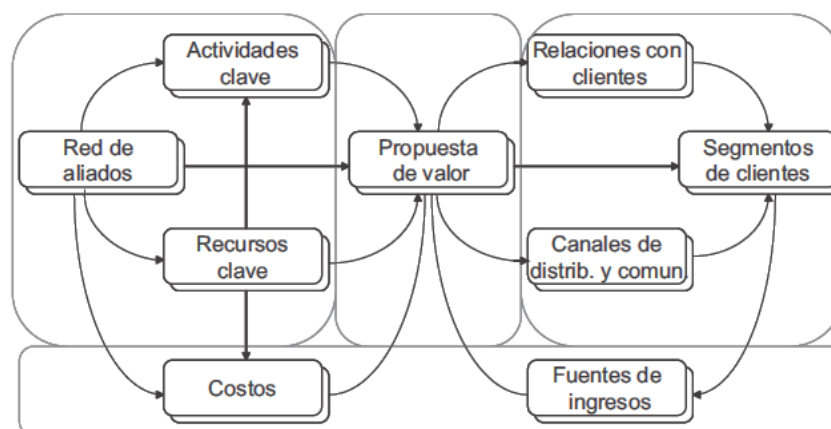 Actividades
clave
Relaciones con
clientes
Red de
aliados
Propuesta
de valor
Segmentos
de clientes
Recursos
clave
Canales de
distrib. y comun.
Costos
Fuentes de
ingresos